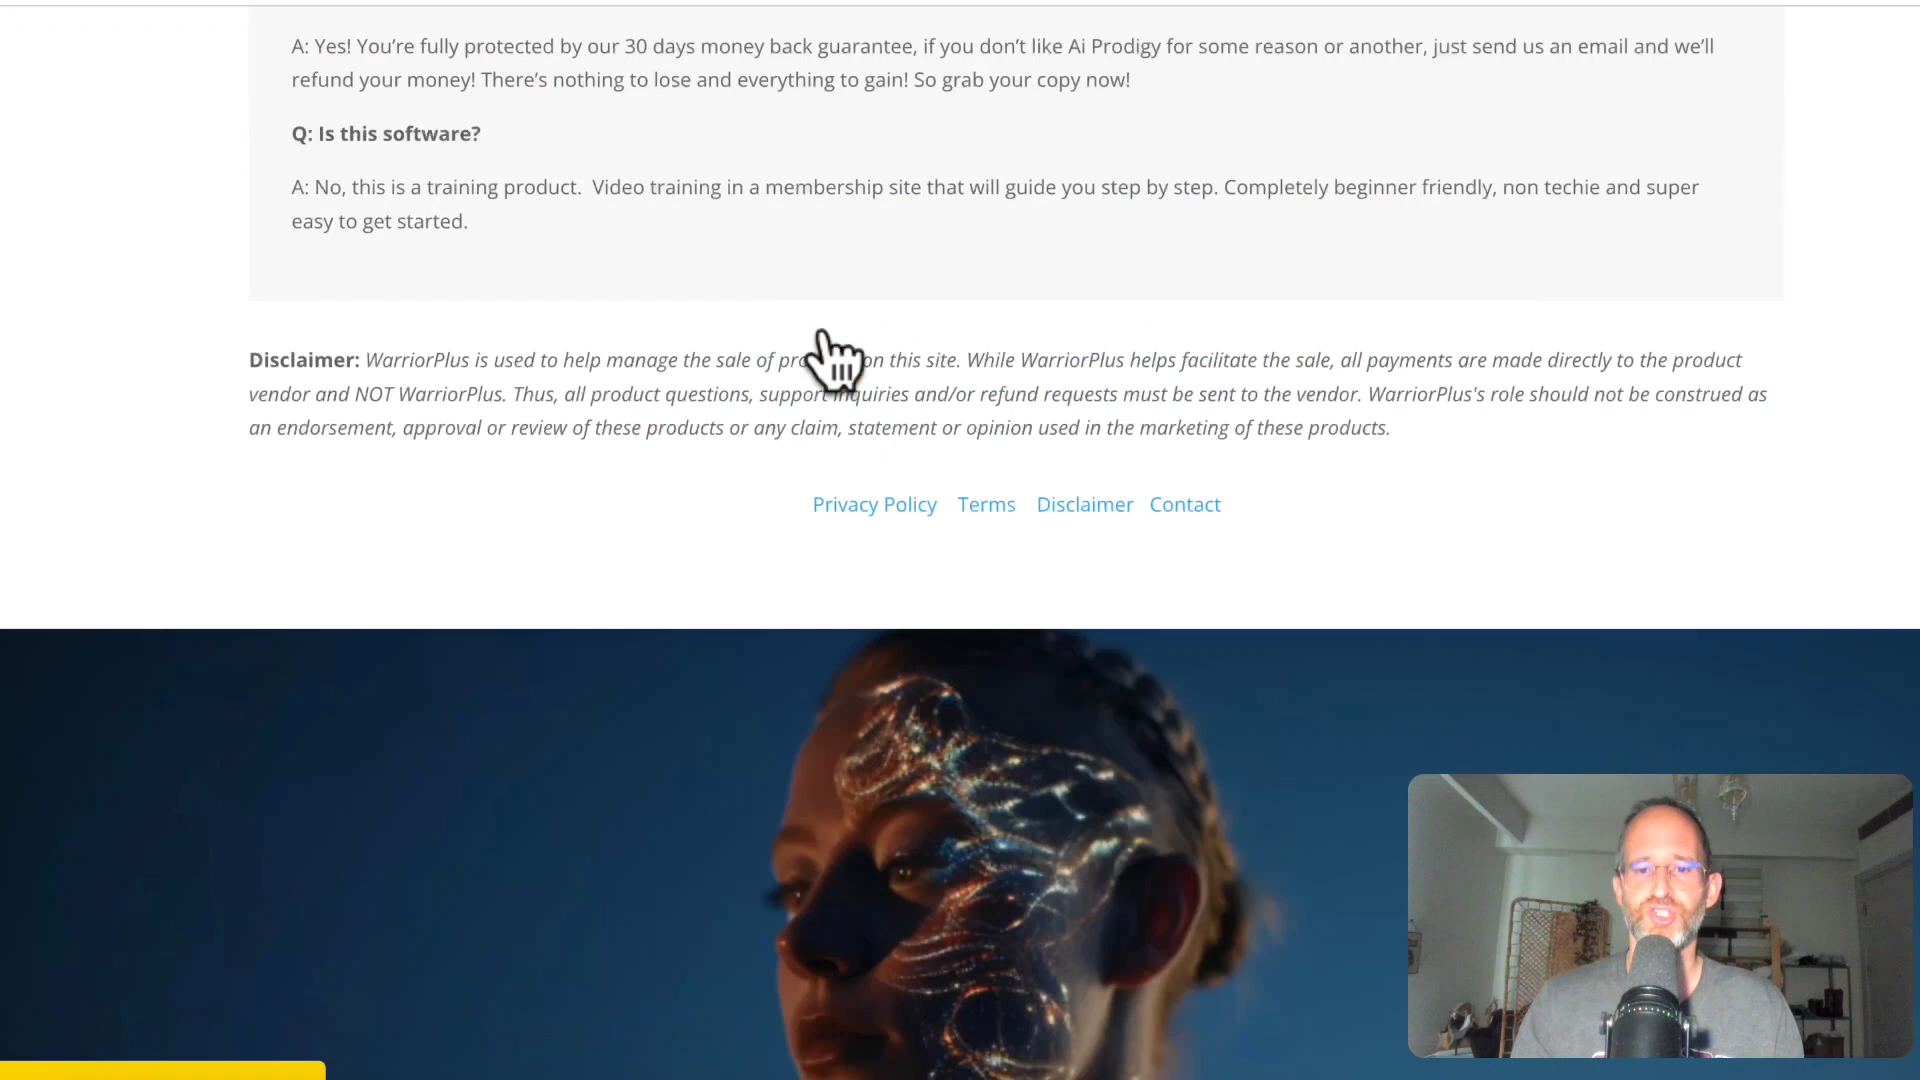 A: Yes! You’re fully protected by our 30 days money back guarantee, if you don’t like Ai Prodigy for some reason or another, just send us an email and we’ll
refund your money! There’s nothing to lose and everything to gain! So grab your copy now!
Q: Is this software?
A: No, this is a training product.  Video training in a membership site that will guide you step by step. Completely beginner friendly, non techie and super
easy to get started.
Disclaimer: WarriorPlus is used to help manage the sale of on this site. While WarriorPlus helps facilitate the sale, all payments are made directly to the product
vendor and NOT WarriorPlus. Thus, all product questions, support inquiries and/or refund requests must be sent to the vendor. WarriorPlus's role should not be construed as
an endorsement, approval or review of these products or any claim, statement or opinion used in the marketing of these products.
Privacy Policy Terms Disclaimer Contact